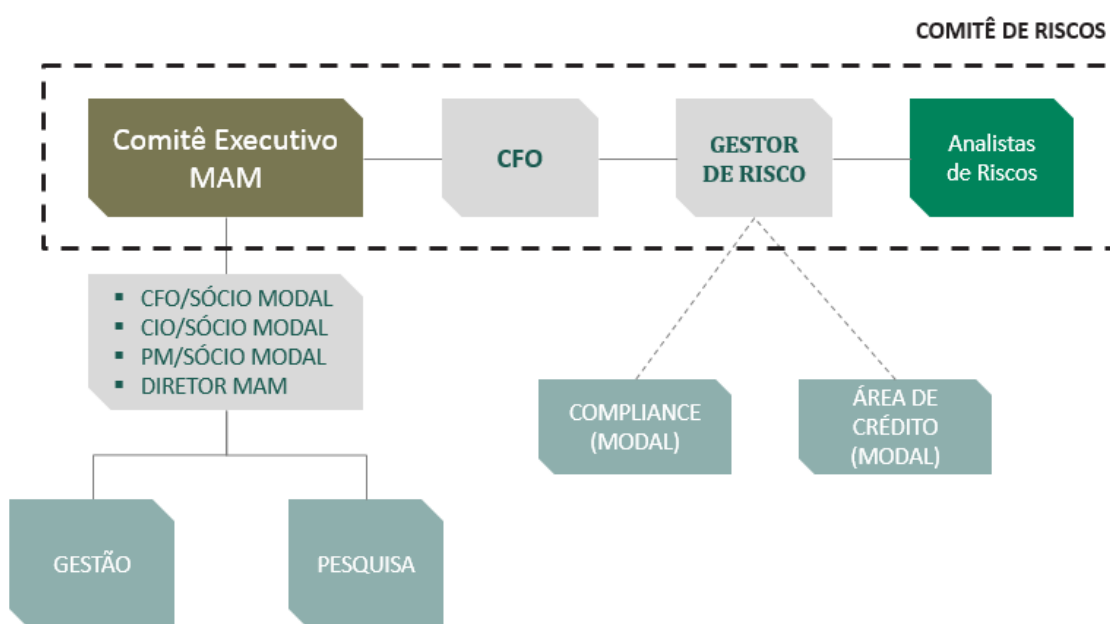 COMITÊ DE RISCOS
Comitê Executivo
MAM
CFO
GESTOR
DE RISCO
Analistas
de Riscos
▪ CFO/SÓCIO MODAL
▪ CIO/SÓCIO MODAL
▪ PM/SÓCIO MODAL
▪ DIRETOR MAM
COMPLIANCE
(MODAL)
ÁREA DE
CRÉDITO
(MODAL)
GESTÃO
PESQUISA